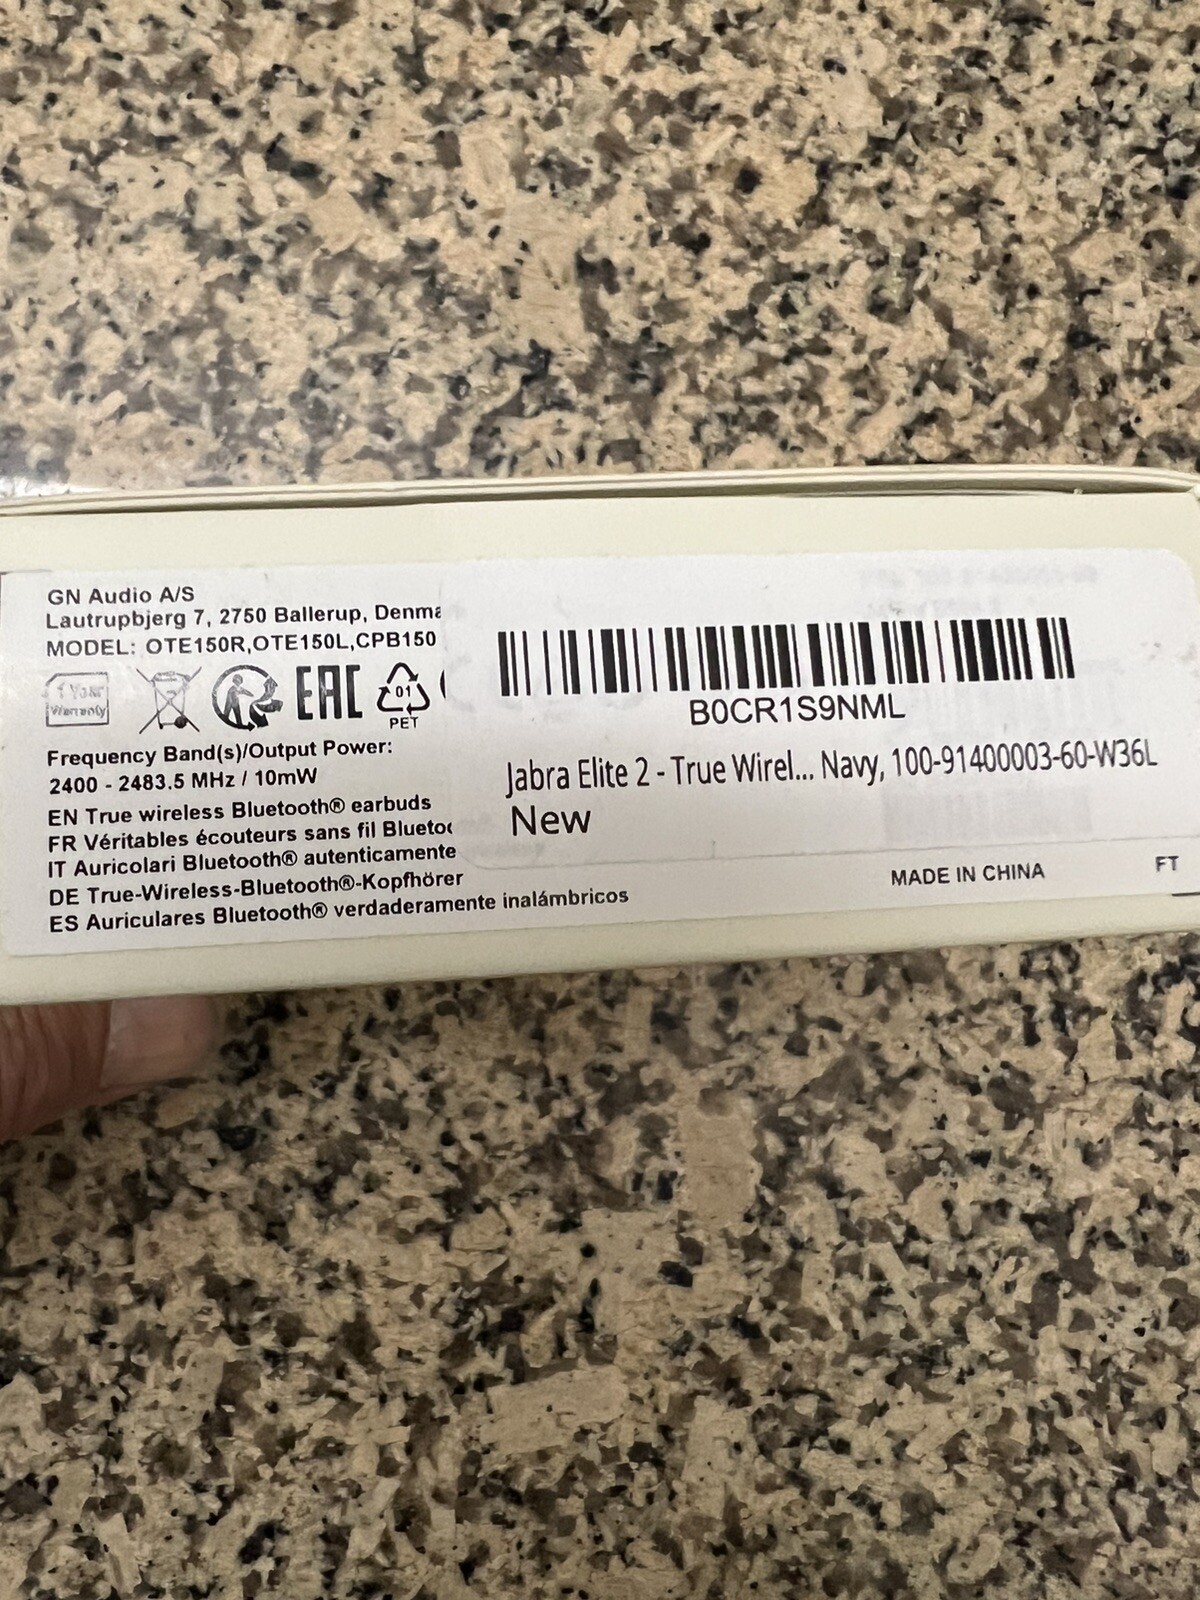 GN Audio A/S
Lautrupbjerg 7, 2750 Ballerup, Denma
MODEL: OTE150R,OTE150L,CPB150
1 Year
Warranty
EAC
01
PET
Frequency Band(s)/Output Power:
2400 - 2483.5 MHz / 10mW
EN True wireless Bluetooth® earbuds
FR Véritables écouteurs sans fil Blueto
IT Auricolari Bluetooth® autenticamente
DE True-Wireless-Bluetooth®-Kopfhörer
ES Auriculares Bluetooth® verdaderamente inalámbricos
B0CR1S9NML
Jabra Elite 2 - True Wirel... Navy, 100-91400003-60-W36L
New
MADE IN CHINA
FT